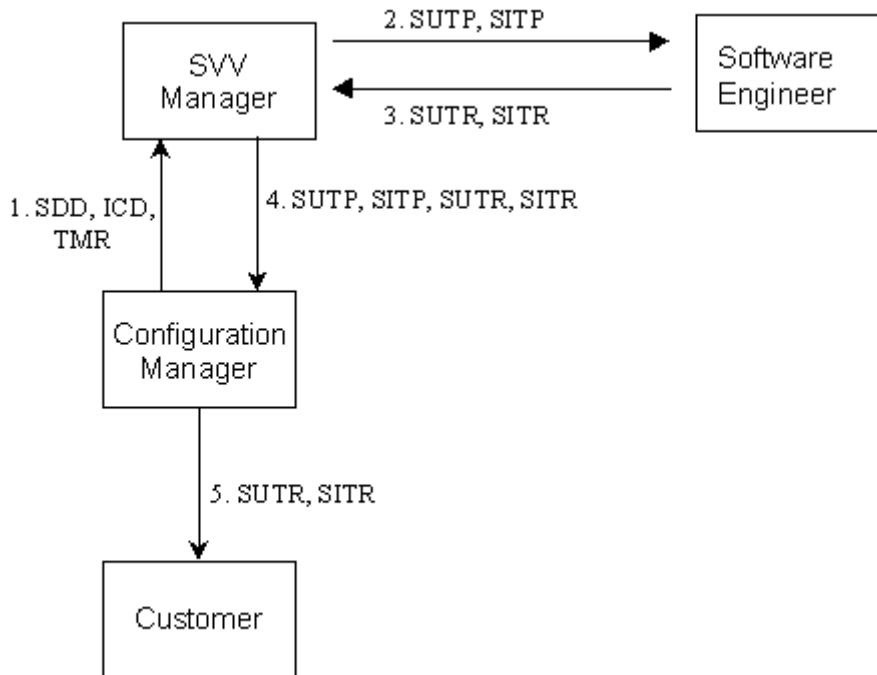 2. SUTP, SITP
SVV
Manager
Software
Engineer
3. SUTR, SITR
1. SDD, ICD,
TMR
4. SUTP, SITP, SUTR, SITR
Configuration
Manager
5. SUTR, SITR
Customer